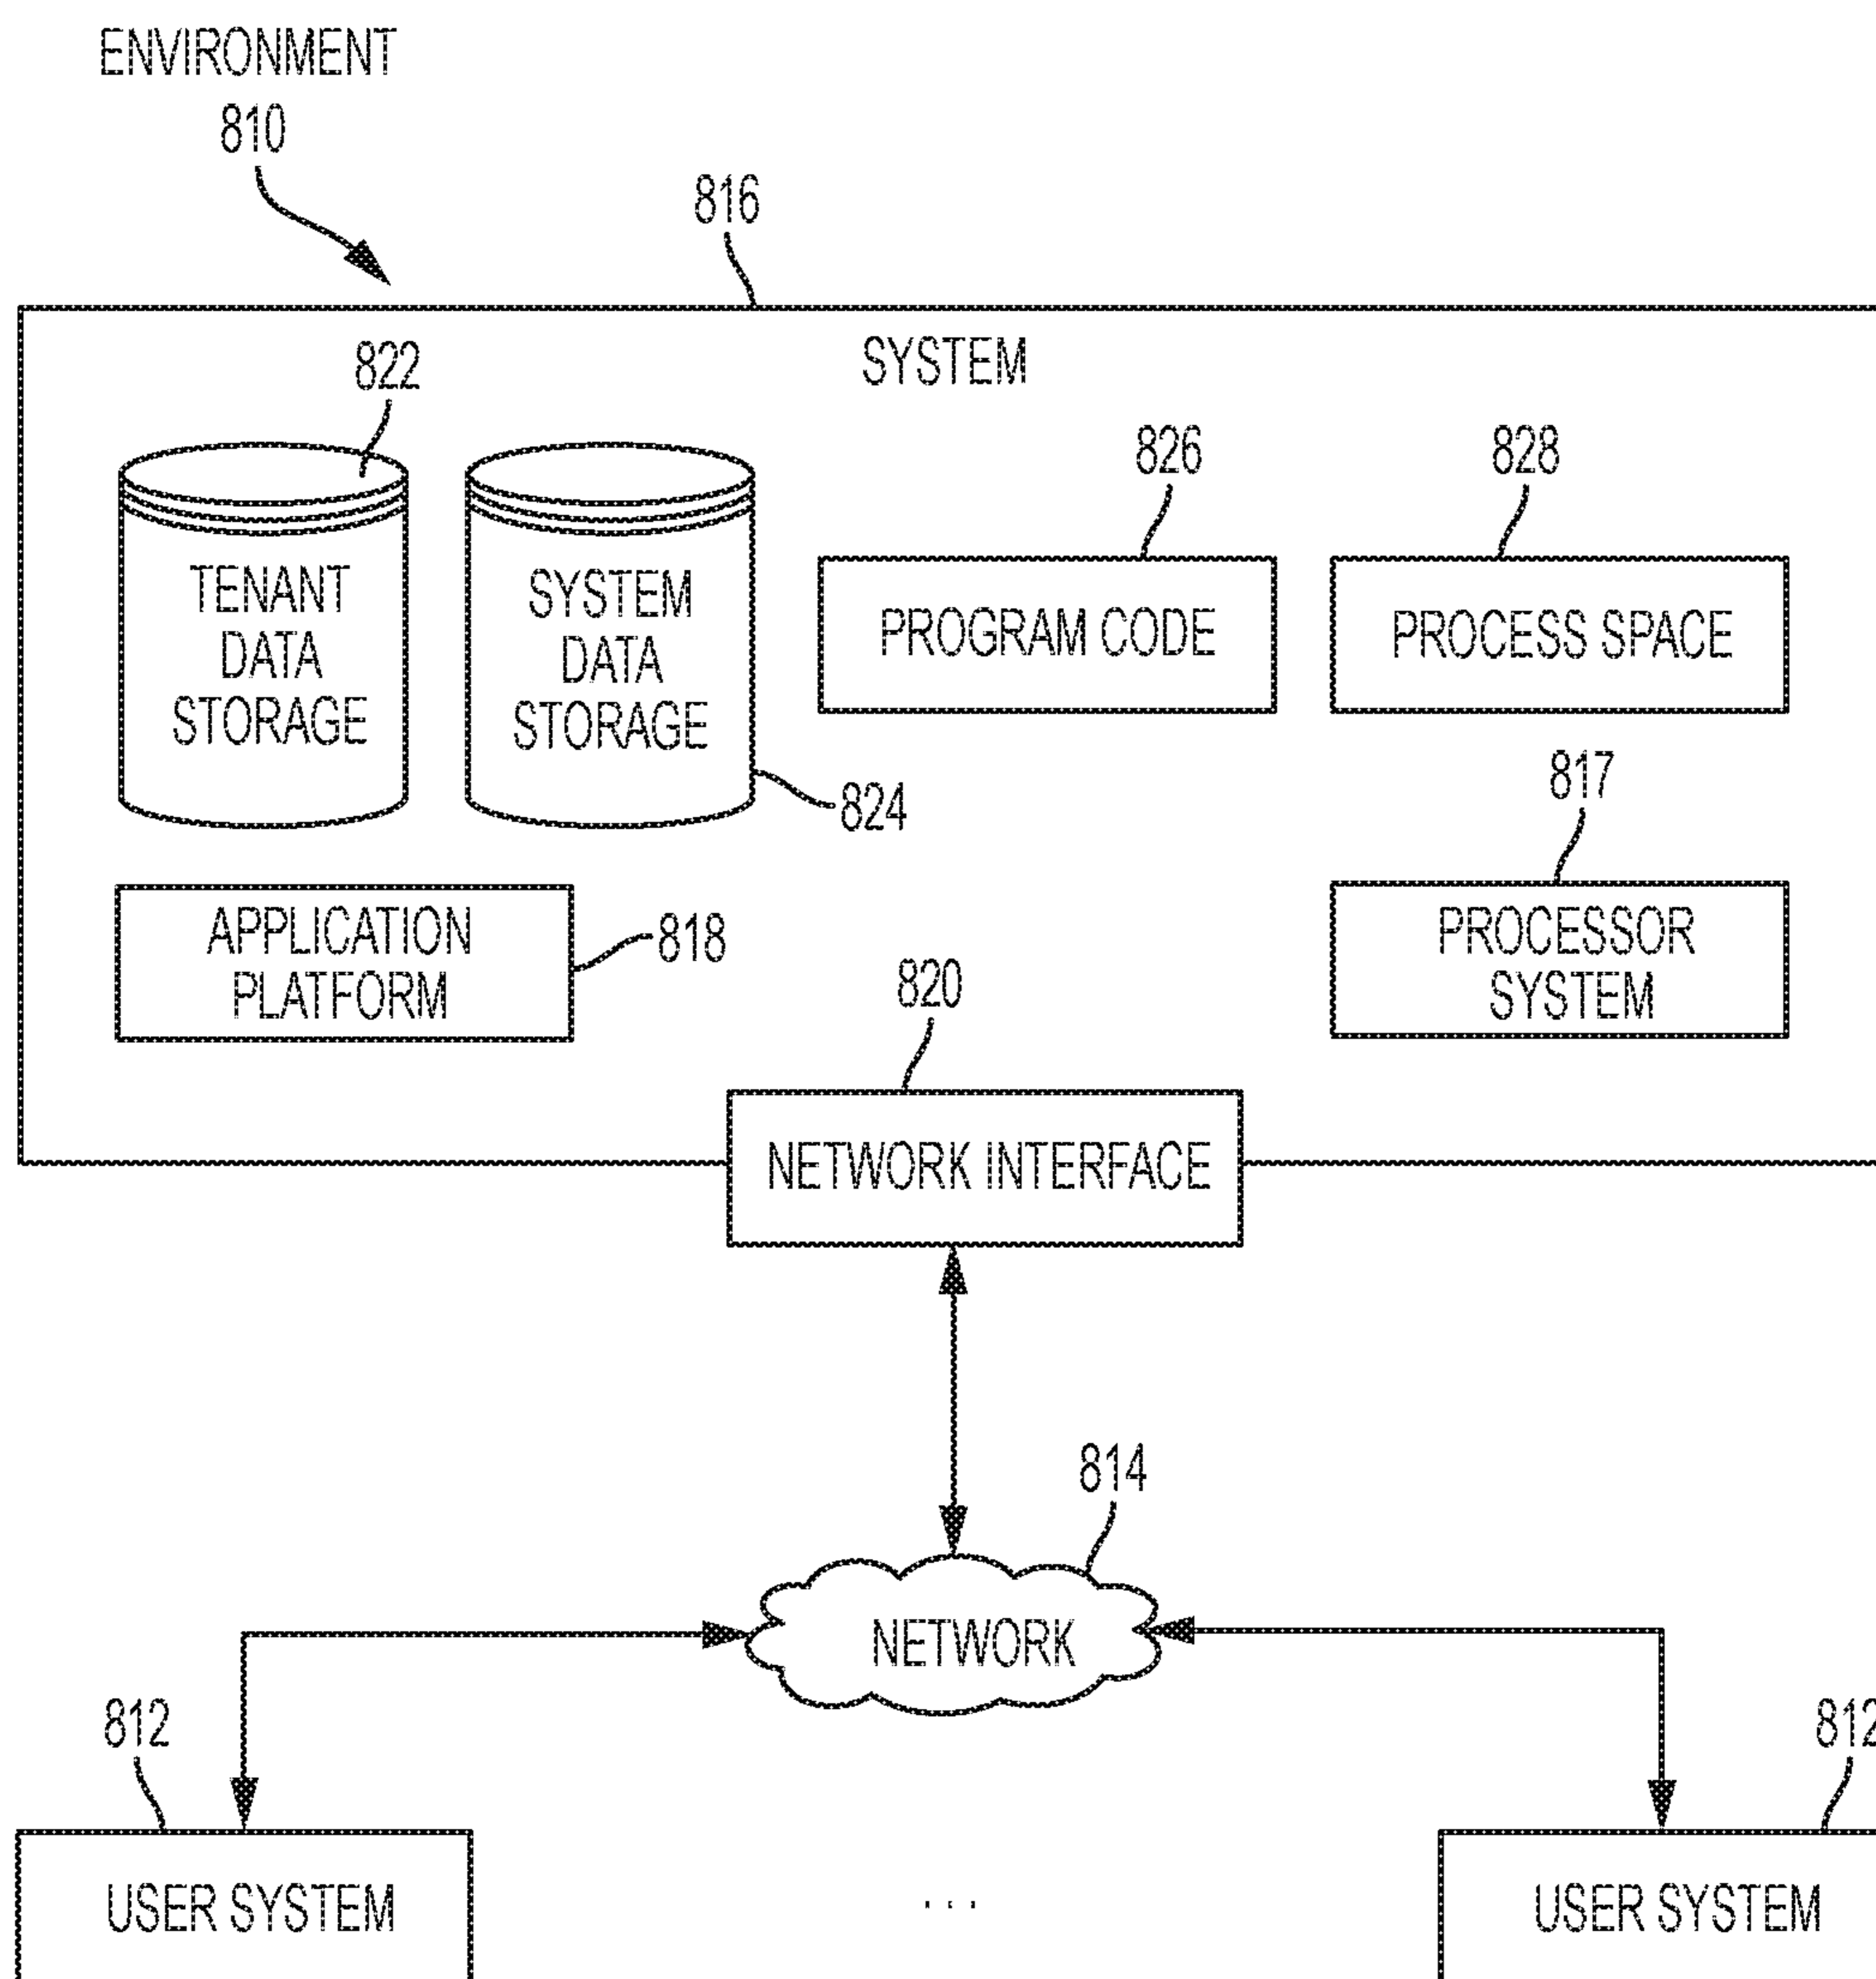 ENVIRONMENT
810
816
SYSTEM
822
826
828
TENANT
DATA
STORAGE
SYSTEM
DATA
STORAGE
PROGRAM CODE
PROCESS SPACE
824
817
APPLICATION
PLATFORM
818
PROCESSOR
SYSTEM
820
NETWORK INTERFACE
814
NETWORK
812
812
USER SYSTEM
...
USER SYSTEM